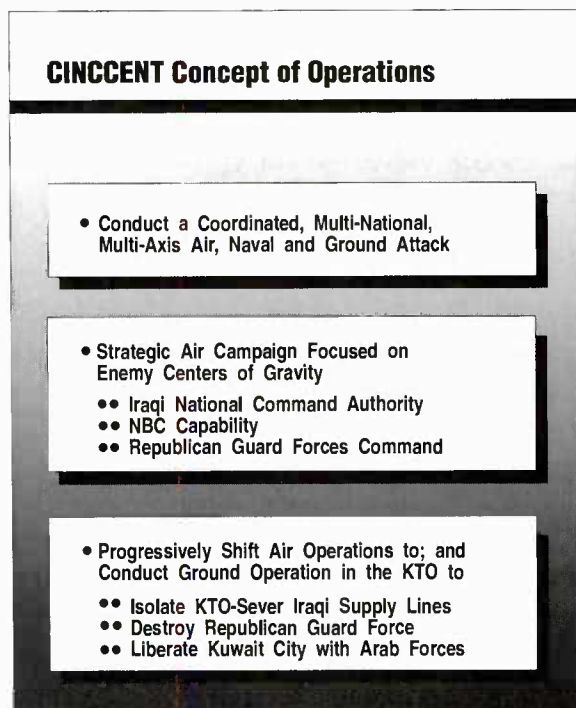 CINCCENT Concept of Operations
• Conduct a Coordinated, Multi-National,
Multi-Axis Air, Naval and Ground Attack
• Strategic Air Campaign Focused on
Enemy Centers of Gravity
•• Iraqi National Command Authority
•• NBC Capability
•• Republican Guard Forces Command
• Progressively Shift Air Operations to; and
Conduct Ground Operation in the KTO to
•• Isolate KTO-Sever Iraqi Supply Lines
•• Destroy Republican Guard Force
•• Liberate Kuwait City with Arab Forces